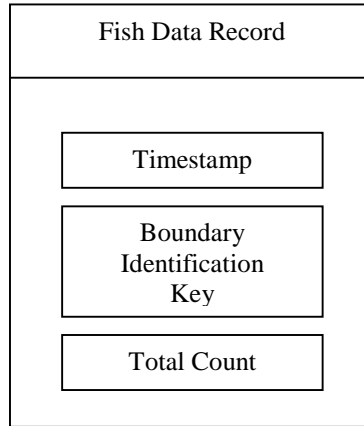 Fish Data Record
Timestamp
Boundary
Identification
Key
Total Count